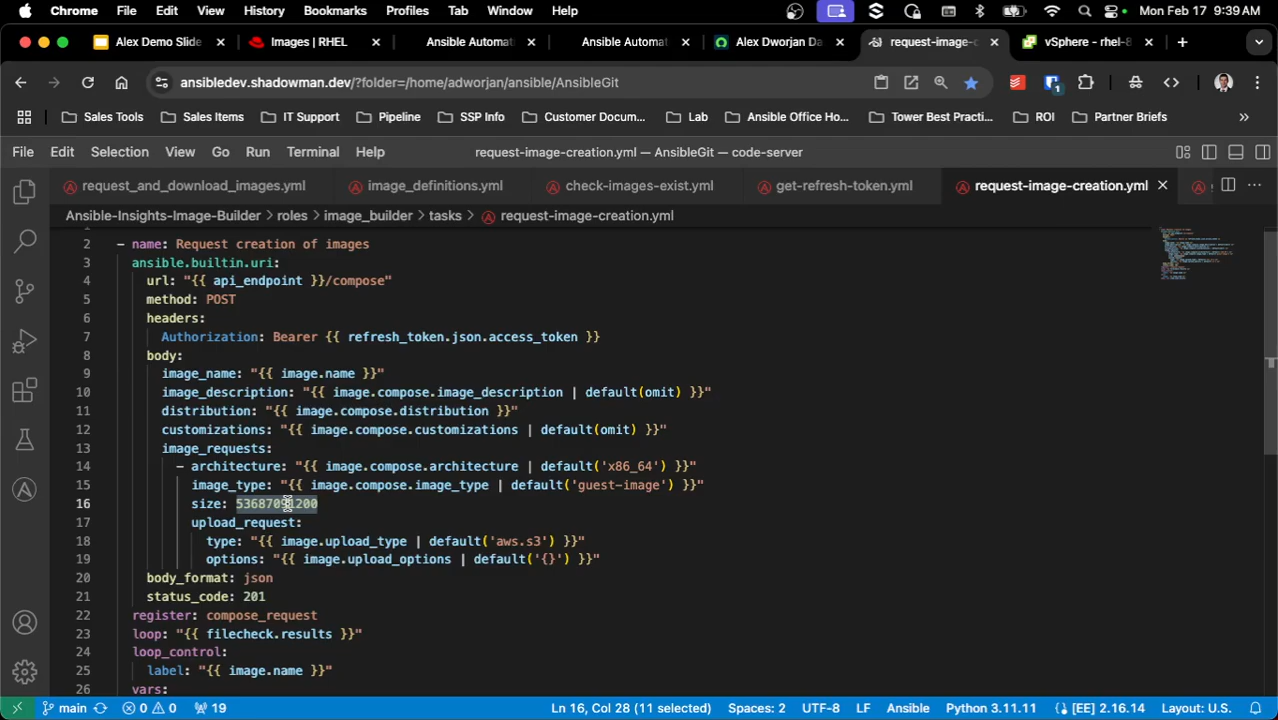 Chrome File Edit View History Bookmarks Profiles Tab Window Help Mon Feb 17 9:39 AM
Alex Demo Slide Images | RHEL Ansible Automat Ansible Automat Alex Dworjan Da request-image-c vSphere - rhel-8
ansibledev.shadowman.dev/?folder=/home/adworjan/ansible/AnsibleGit
Sales Tools Sales Items IT Support Pipeline SSP Info Customer Docum... Lab Ansible Office Ho... Tower Best Practi... ROI Partner Briefs
File Edit Selection View Go Run Terminal Help request-image-creation.yml — AnsibleGit — code-server
request_and_download_images.yml image_definitions.yml check-images-exist.yml get-refresh-token.yml request-image-creation.yml
Ansible-Insights-Image-Builder > roles > image_builder > tasks > request-image-creation.yml
2 - name: Request creation of images
3 ansible.builtin.uri:
4 url: "{{ api_endpoint }}/compose"
5 method: POST
6 headers:
7 Authorization: Bearer {{ refresh_token.json.access_token }}
8 body:
9 image_name: "{{ image.name }}"
10 image_description: "{{ image.compose.image_description | default(omit) }}"
11 distribution: "{{ image.compose.distribution }}"
12 customizations: "{{ image.compose.customizations | default(omit) }}"
13 image_requests:
14 - architecture: "{{ image.compose.architecture | default('x86_64') }}"
15 image_type: "{{ image.compose.image_type | default('guest-image') }}"
16 size: 53687091200
17 upload_request:
18 type: "{{ image.upload_type | default('aws.s3') }}"
19 options: "{{ image.upload_options | default('{}') }}"
20 body_format: json
21 status_code: 201
22 register: compose_request
23 loop: "{{ filecheck.results }}"
24 loop_control:
25 label: "{{ image.name }}"
26 vars:
main 0 0 19 Ln 16, Col 28 (11 selected) Spaces: 2 UTF-8 LF Ansible Python 3.11.11 [EE] 2.16.14 Layout: U.S.